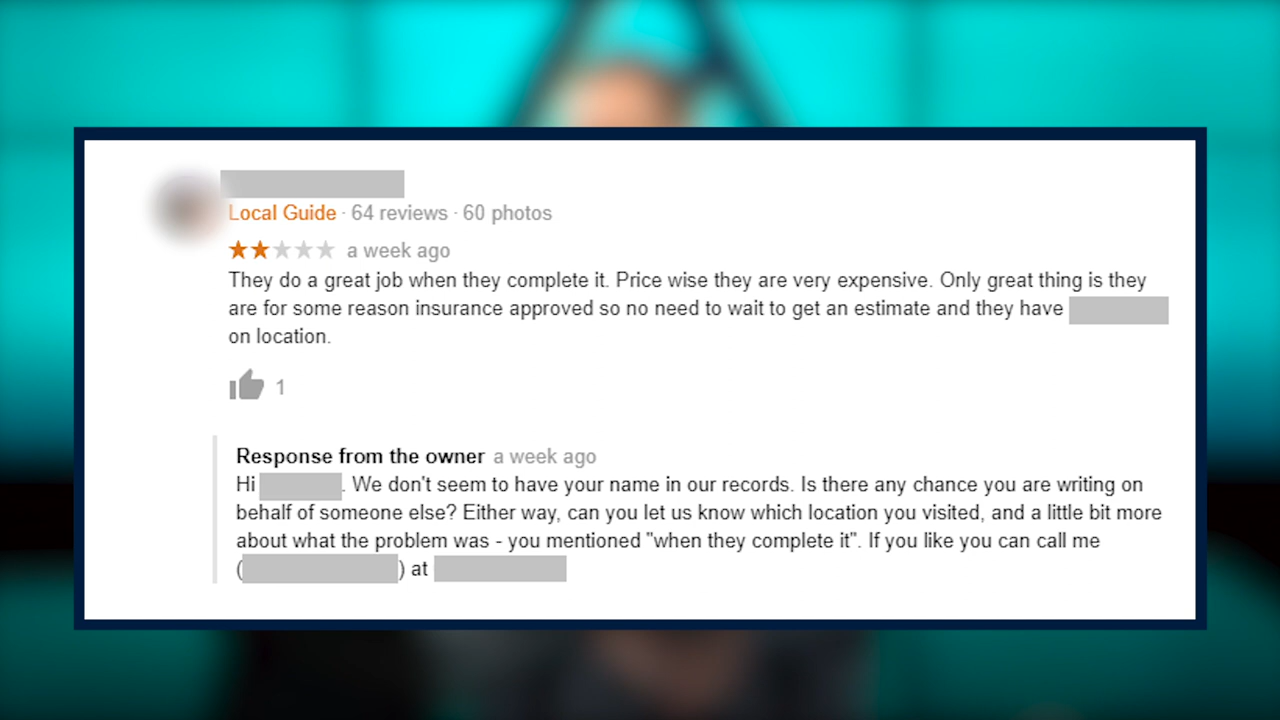 Local Guide · 64 reviews · 60 photos
a week ago
They do a great job when they complete it. Price wise they are very expensive. Only great thing is they
are for some reason insurance approved so no need to wait to get an estimate and they have
on location.
1
Response from the owner a week ago
Hi . We don't seem to have your name in our records. Is there any chance you are writing on
behalf of someone else? Either way, can you let us know which location you visited, and a little bit more
about what the problem was - you mentioned "when they complete it". If you like you can call me
( ) at